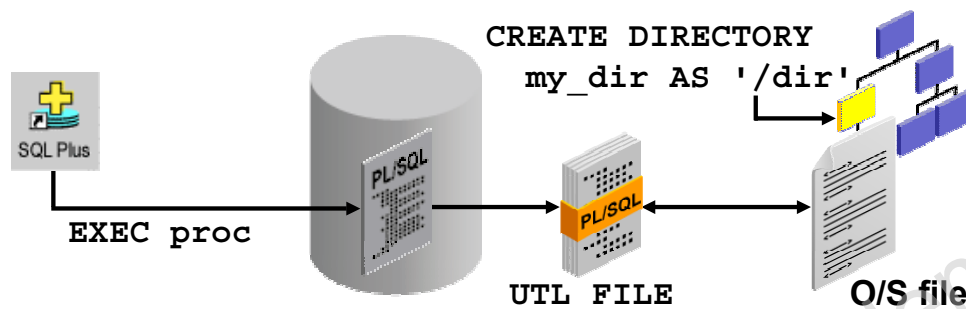 CREATE DIRECTORY
my_dir AS '/dir'
SQL Plus
PL/SQL
EXEC proc
PL/SQL
UTL FILE
O/S file